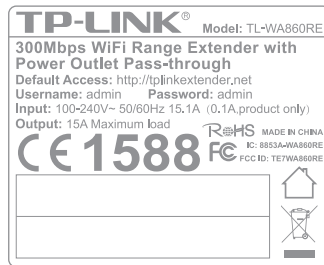 TP-LINK® Model: TL-WA860RE
300Mbps WiFi Range Extender with
Power Outlet Pass-through
Default Access: http://tplinkextender.net
Username: admin Password: admin
Input: 100-240V~ 50/60Hz 15.1A (0.1A,product only)
Output: 15A Maximum load
RoHS MADE IN CHINA
CE1588 FC IC: 8853A-WA860RE
FCC ID: TE7WA860RE